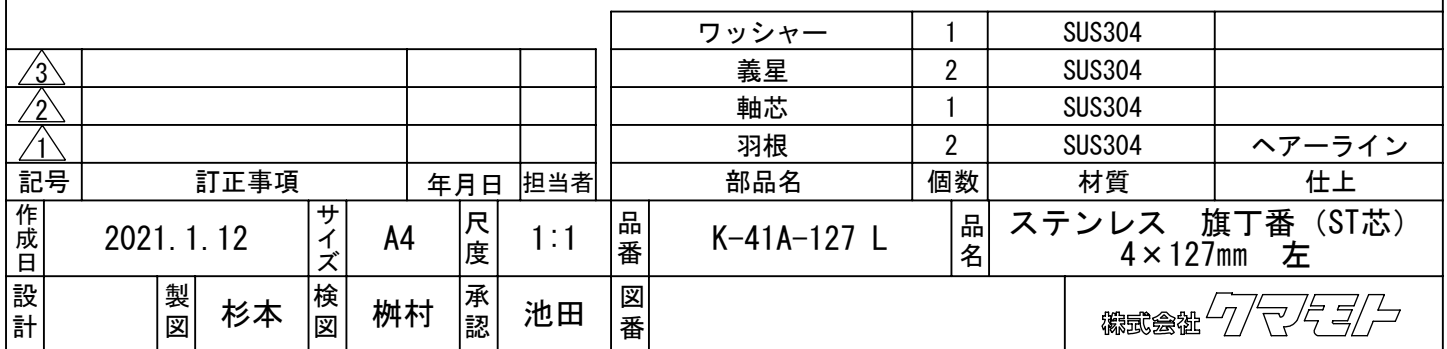 ワッシャー 1 SUS304
3 義星 2 SUS304
2 軸芯 1 SUS304
1 羽根 2 SUS304 ヘアーライン
記号 訂正事項 年月日 担当者 部品名 個数 材質 仕上
作成日 2021.1.12 サイズ A4 尺度 1:1 品番 K-41A-127 L 品名 ステンレス 旗丁番(ST芯)
4×127mm 左
設計 製図 杉本 検図 桝村 承認 池田 図番 株式会社クマモト